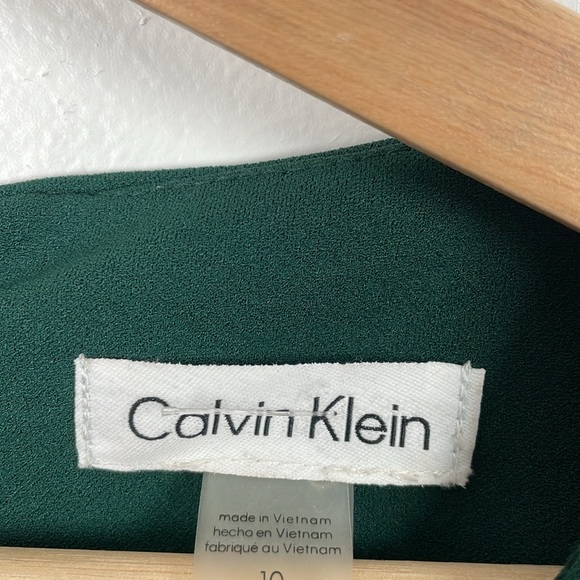 Calvin Klein
made in Vietnam
hecho en Vietnam
fabriqué au Vietnam
10